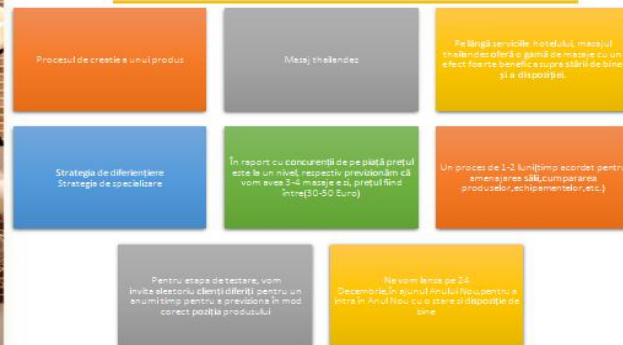 Procesul de creatie a unui produs
Masaj thailandez
Pe lângă serviciile hotelului, masajul
thailandes oferă o gamă de masaje cu un
efect foarte benefic asupra stării de bine
și a dispoziției.
Strategia de diferiențiere
Strategia de specializare
În raport cu concurenții de pe piață prețul
este la un nivel, respectiv previzionăm că
vom avea 3-4 masaje e zi, prețul fiind
între(30-50 Euro)
Un proces de 1-2 luni(timp acordat pentru
amenajarea sălii,cumpararea
produselor,echipamentelor,etc.)
Pentru etapa de testare, vom
invita aleatoriu clienți diferiți pentru un
anumit timp pentru a previziona în mod
corect poziția produsului
Ne vom lansa pe 24
Decembrie,în ajunul Anului Nou,pentru a
intra în Anul Nou cu o stare si dispoziție de
bine